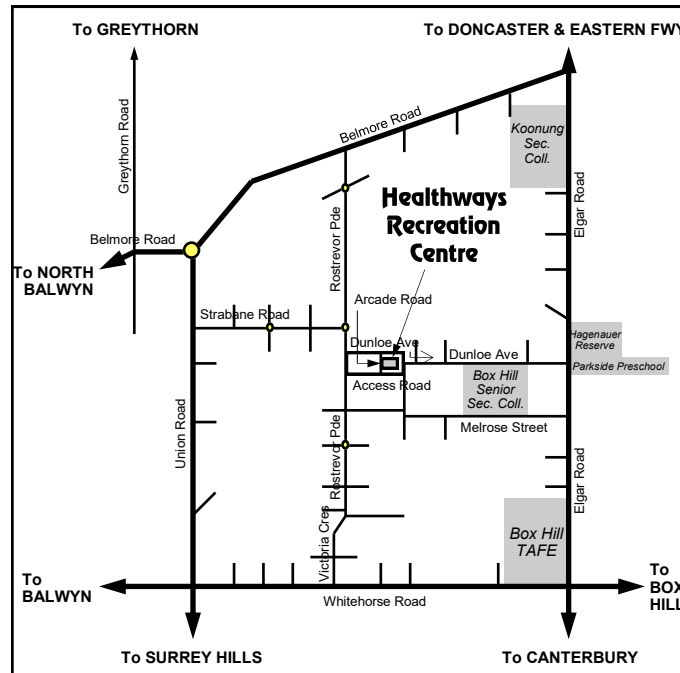 To GREYTHORN
To DONCASTER & EASTERN FWY
Greythorn Road
Belmore Road
Koonung
Sec.
Coll.
Elgar Road
Healthways
Recreation
Centre
Rostrevor Pde
Belmore Road
To NORTH
BALWYN
Strabane Road
Arcade Road
Dunloe Ave
Dunloe Ave
Hagenauer
Reserve
Parkside Preschool
Access Road
Box Hill
Senior
Sec. Coll.
Union Road
Rostrevor Pde
Melrose Street
Elgar Road
Victoria Cres
Box Hill
TAFE
To
BALWYN
Whitehorse Road
To
BOX
HILL
To SURREY HILLS
To CANTERBURY